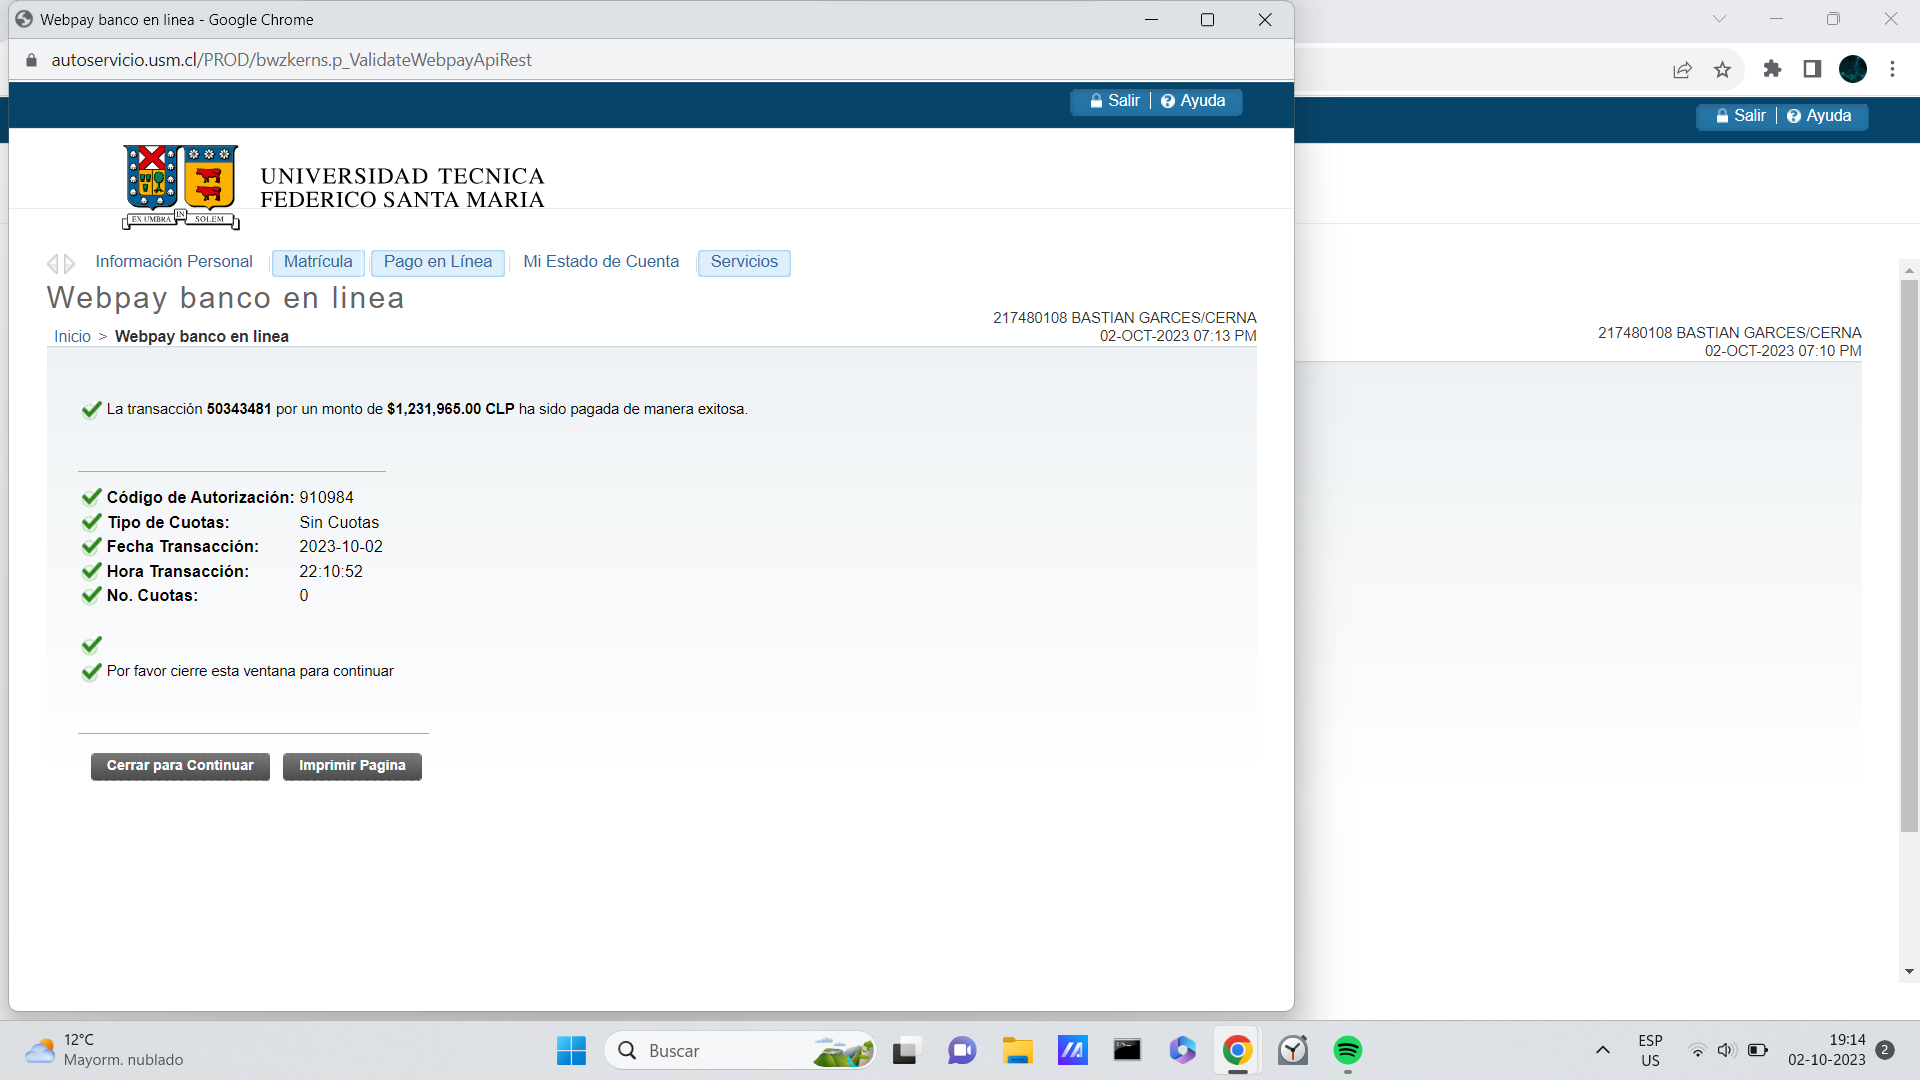 Webpay banco en linea - Google Chrome
autoservicio.usm.cl/PROD/bwzkerns.p_ValidateWebpayApiRest
Salir | Ayuda
Salir | Ayuda
EX UMBRA IN SOLEM
UNIVERSIDAD TECNICA
FEDERICO SANTA MARIA
Información Personal Matrícula Pago en Línea Mi Estado de Cuenta Servicios
Webpay banco en linea
217480108 BASTIAN GARCES/CERNA
02-OCT-2023 07:13 PM
Inicio > Webpay banco en linea
217480108 BASTIAN GARCES/CERNA
02-OCT-2023 07:10 PM
La transacción 50343481 por un monto de $1,231,965.00 CLP ha sido pagada de manera exitosa.
Código de Autorización: 910984
Tipo de Cuotas: Sin Cuotas
Fecha Transacción: 2023-10-02
Hora Transacción: 22:10:52
No. Cuotas: 0
Por favor cierre esta ventana para continuar
Cerrar para Continuar Imprimir Pagina
12°C
Mayorm. nublado
Buscar
ESP
US
19:14
02-10-2023
2